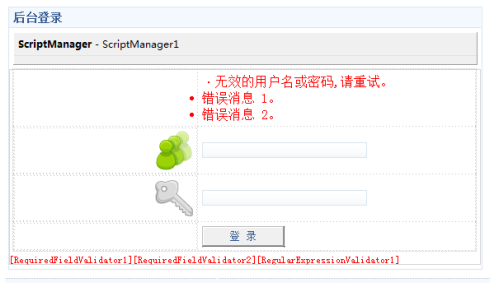 后台登录
ScriptManager - ScriptManager1
· 无效的用户名或密码,请重试。
• 错误消息 1。
• 错误消息 2。
登 录
[RequiredFieldValidator1][RequiredFieldValidator2][RegularExpressionValidator1]